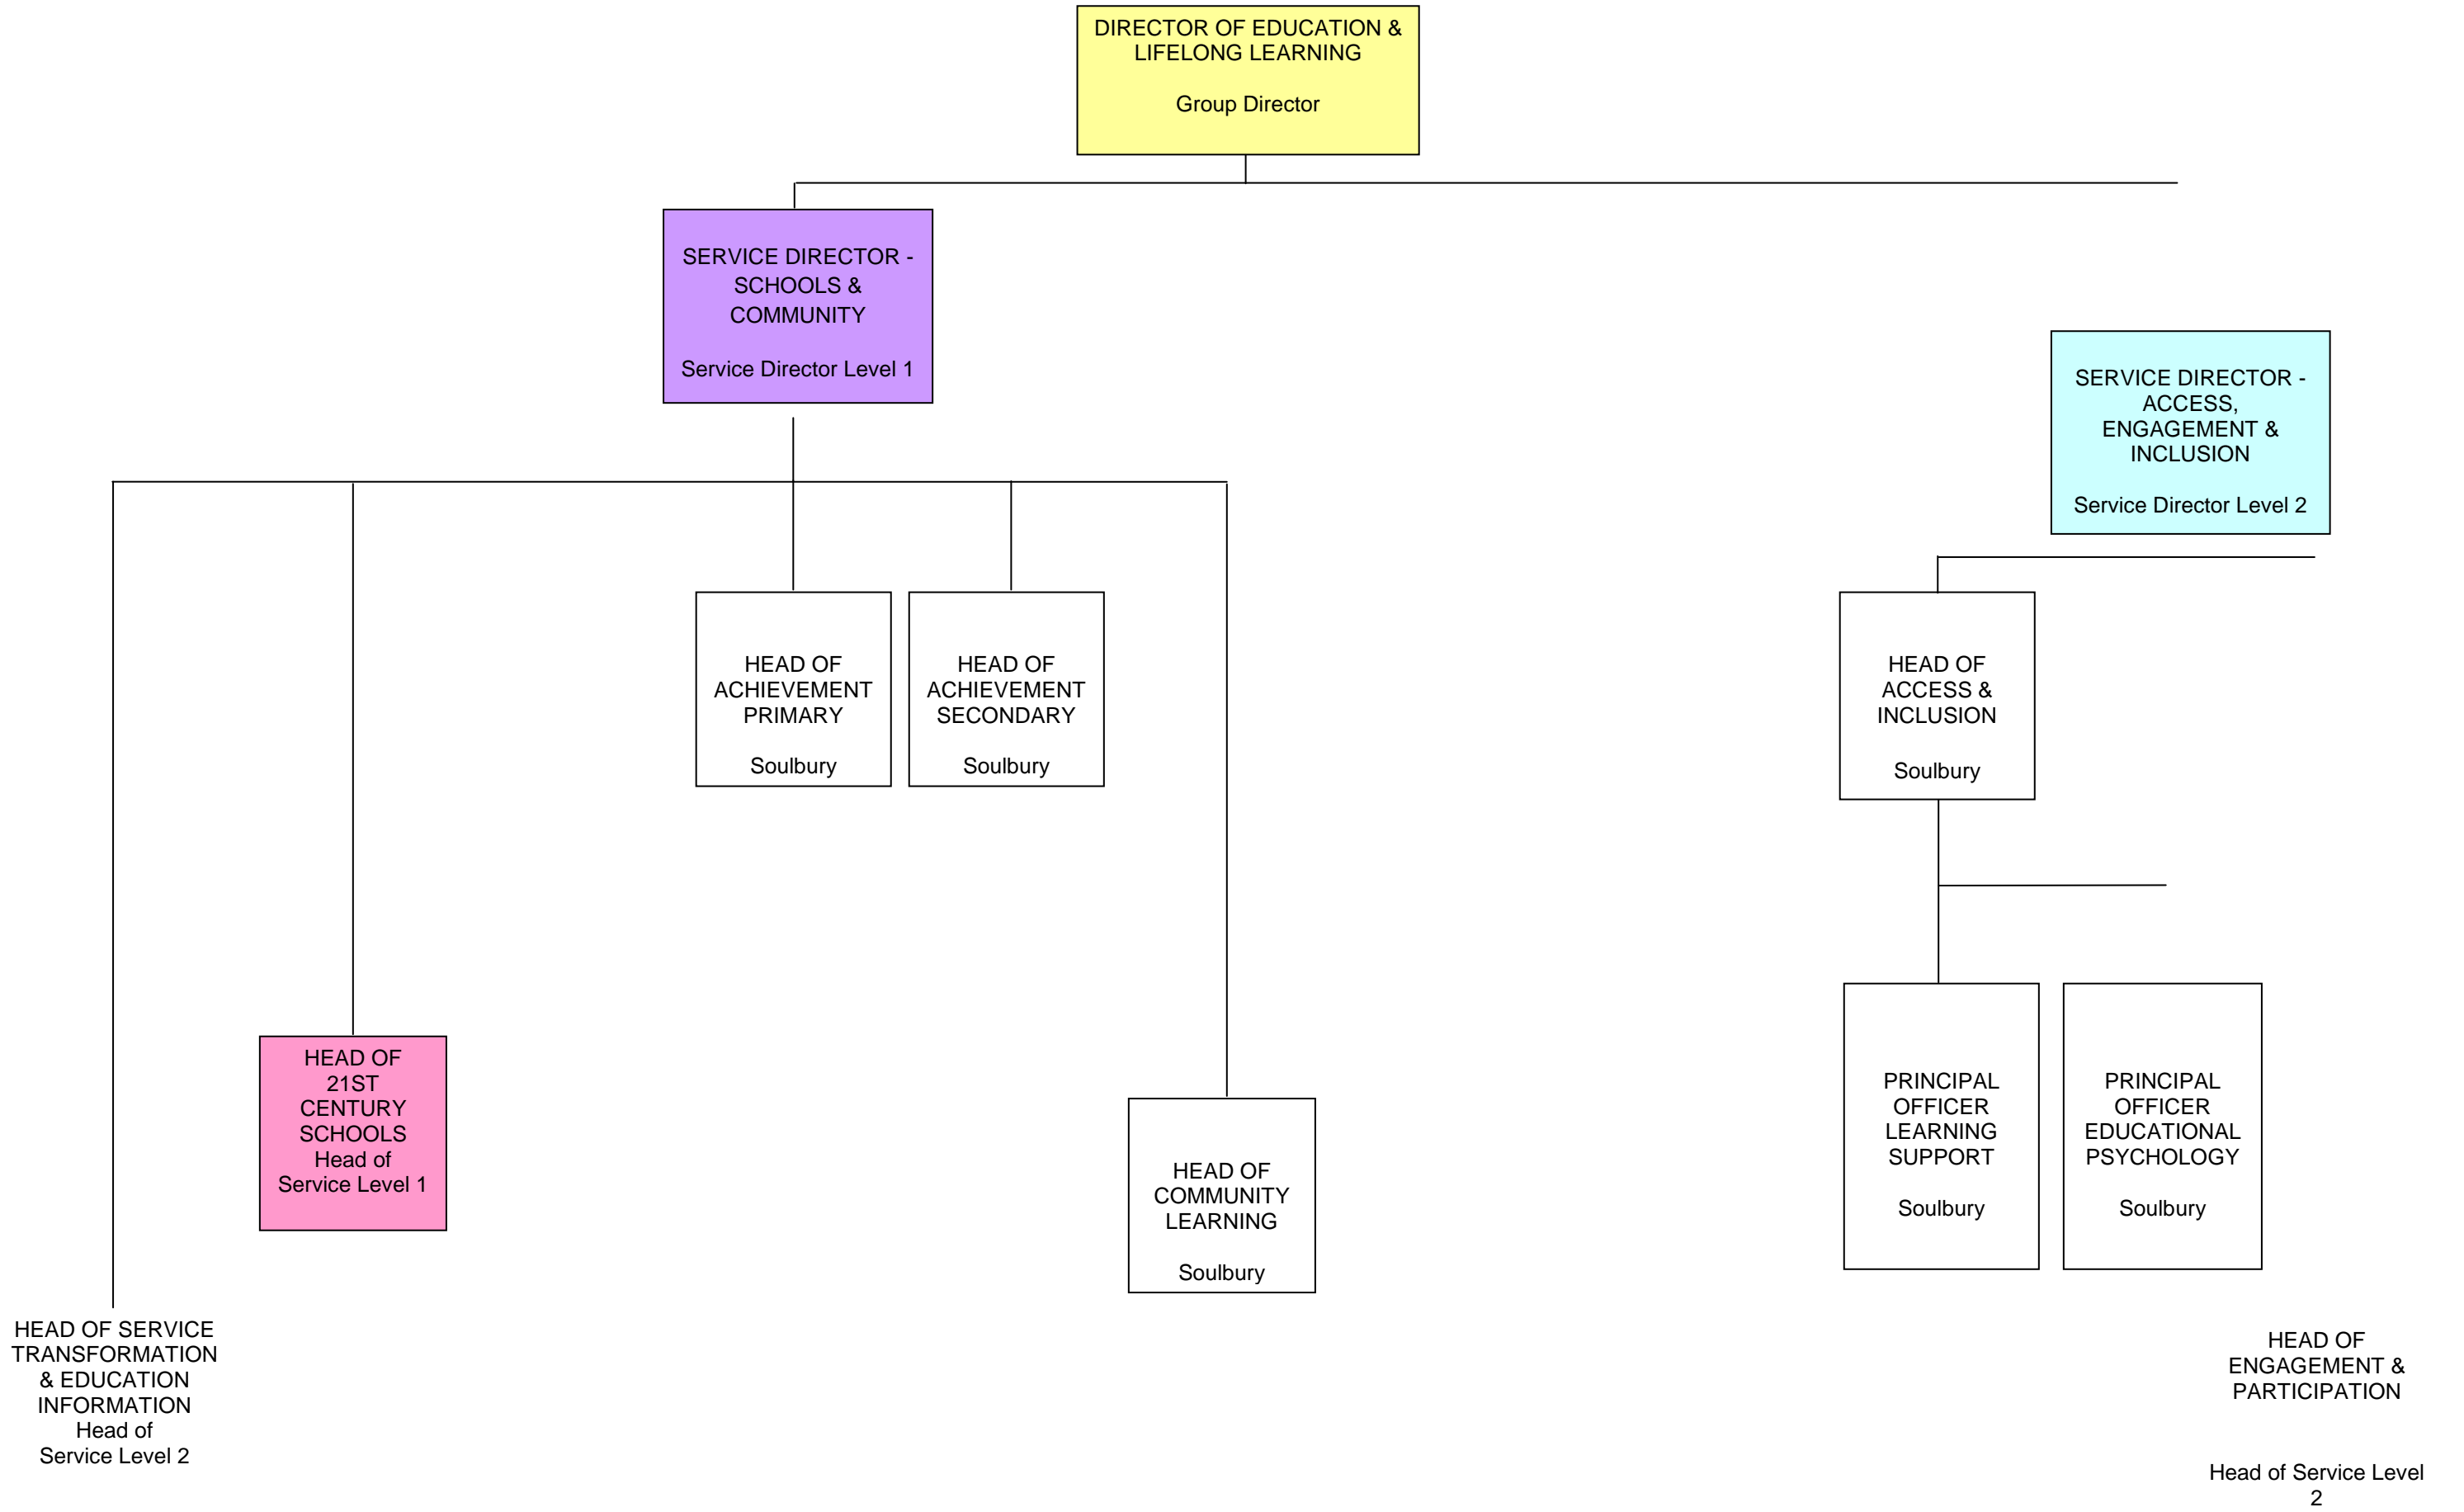 DIRECTOR OF EDUCATION &
LIFELONG LEARNING
Group Director
SERVICE DIRECTOR -
SCHOOLS &
COMMUNITY
Service Director Level 1
SERVICE DIRECTOR -
ACCESS,
ENGAGEMENT &
INCLUSION
Service Director Level 2
HEAD OF
ACHIEVEMENT
PRIMARY
Soulbury
HEAD OF
ACHIEVEMENT
SECONDARY
Soulbury
HEAD OF
ACCESS &
INCLUSION
Soulbury
HEAD OF
21ST
CENTURY
SCHOOLS
Head of
Service Level 1
HEAD OF
COMMUNITY
LEARNING
Soulbury
PRINCIPAL
OFFICER
LEARNING
SUPPORT
Soulbury
PRINCIPAL
OFFICER
EDUCATIONAL
PSYCHOLOGY
Soulbury
HEAD OF SERVICE
TRANSFORMATION
& EDUCATION
INFORMATION
Head of
Service Level 2
HEAD OF
ENGAGEMENT &
PARTICIPATION
Head of Service Level
2